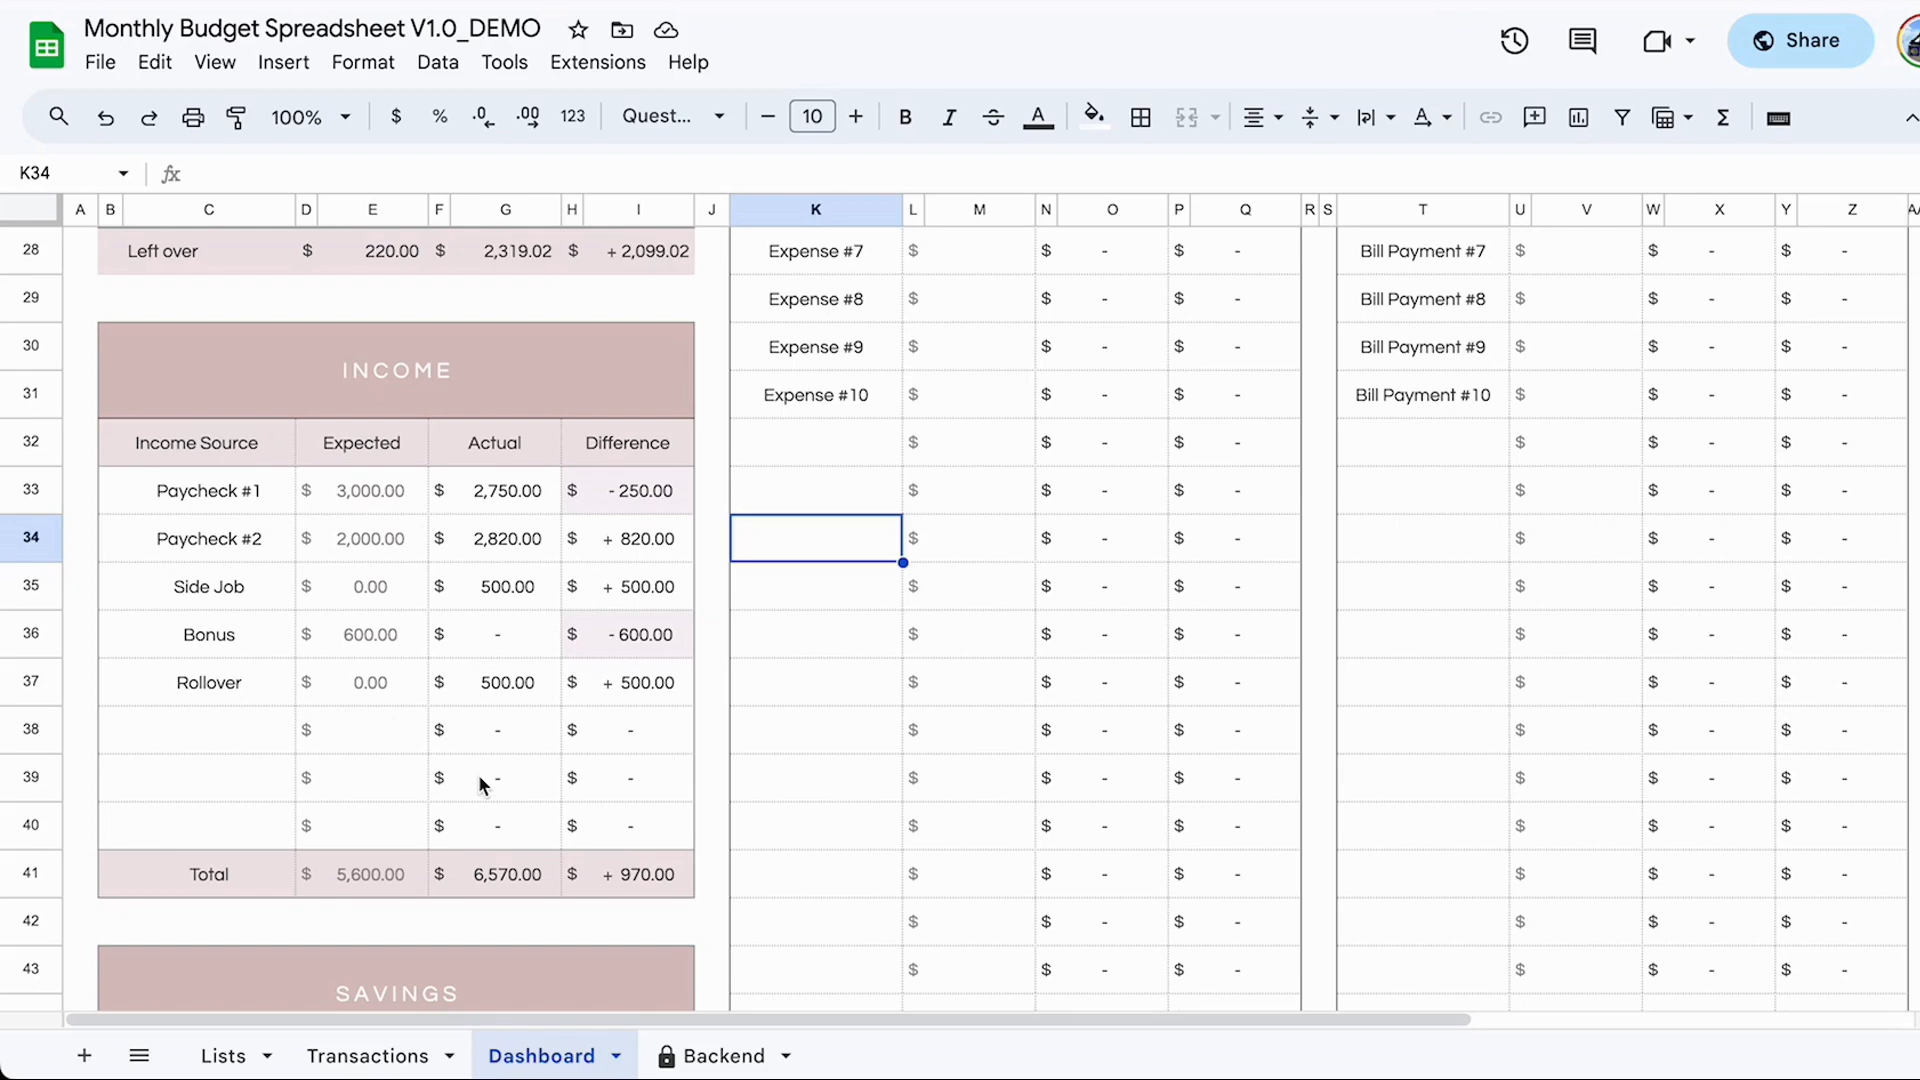 Monthly Budget Spreadsheet V1.0_DEMO
File Edit View Insert Format Data Tools Extensions Help
Share
100% $ % .0 .00 123 Quest... - 10 + B I A
K34 fx
A B C D E F G H I J K L M N O P Q R S T U V W X Y Z
28 Left over $ 220.00 $ 2,319.02 $ + 2,099.02 Expense #7 $ $ - $ - Bill Payment #7 $ $ - $ -
29 Expense #8 $ $ - $ - Bill Payment #8 $ $ - $ -
30 Expense #9 $ $ - $ - Bill Payment #9 $ $ - $ -
INCOME
31 Expense #10 $ $ - $ - Bill Payment #10 $ $ - $ -
32 Income Source Expected Actual Difference $ $ - $ - $ $ - $ -
33 Paycheck #1 $ 3,000.00 $ 2,750.00 $ - 250.00 $ $ - $ - $ $ - $ -
34 Paycheck #2 $ 2,000.00 $ 2,820.00 $ + 820.00 $ $ - $ - $ $ - $ -
35 Side Job $ 0.00 $ 500.00 $ + 500.00 $ $ - $ - $ $ - $ -
36 Bonus $ 600.00 $ - $ - 600.00 $ $ - $ - $ $ - $ -
37 Rollover $ 0.00 $ 500.00 $ + 500.00 $ $ - $ - $ $ - $ -
38 $ $ - $ - $ $ - $ - $ $ - $ -
39 $ $ - $ - $ $ - $ - $ $ - $ -
40 $ $ - $ - $ $ - $ - $ $ - $ -
41 Total $ 5,600.00 $ 6,570.00 $ + 970.00 $ $ - $ - $ $ - $ -
42 $ $ - $ - $ $ - $ -
43 $ $ - $ - $ $ - $ -
SAVINGS
+ Lists Transactions Dashboard Backend